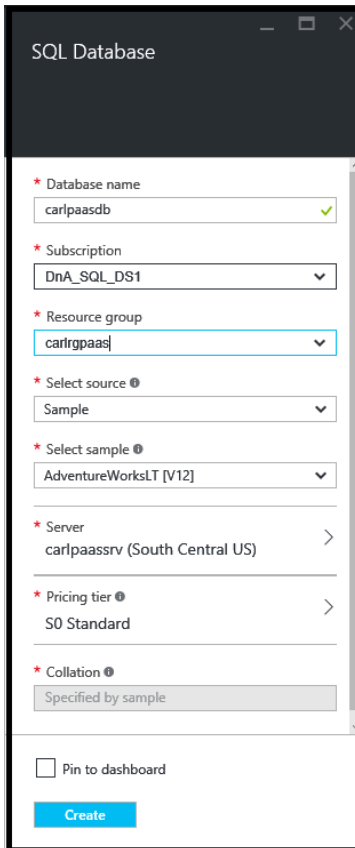 SQL Database
* Database name
carlpaasdb
* Subscription
DnA_SQL_DS1
* Resource group
carlrgpaas
* Select source
Sample
* Select sample
AdventureWorksLT [V12]
* Server
carlpaassrv (South Central US)
* Pricing tier
S0 Standard
* Collation
Specified by sample
Pin to dashboard
Create